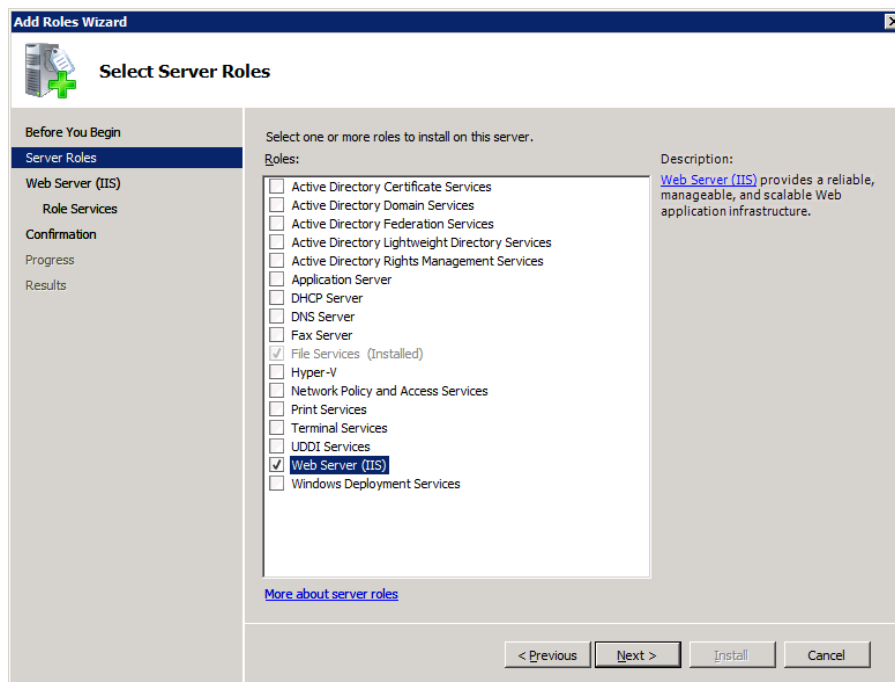 Add Roles Wizard
Select Server Roles
Before You Begin
Server Roles
Web Server (IIS)
Role Services
Confirmation
Progress
Results
Select one or more roles to install on this server.
Roles:
Active Directory Certificate Services
Active Directory Domain Services
Active Directory Federation Services
Active Directory Lightweight Directory Services
Active Directory Rights Management Services
Application Server
DHCP Server
DNS Server
Fax Server
File Services (Installed)
Hyper-V
Network Policy and Access Services
Print Services
Terminal Services
UDDI Services
Web Server (IIS)
Windows Deployment Services
More about server roles
Description:
Web Server (IIS) provides a reliable,
manageable, and scalable Web
application infrastructure.
< Previous
Next >
Install
Cancel